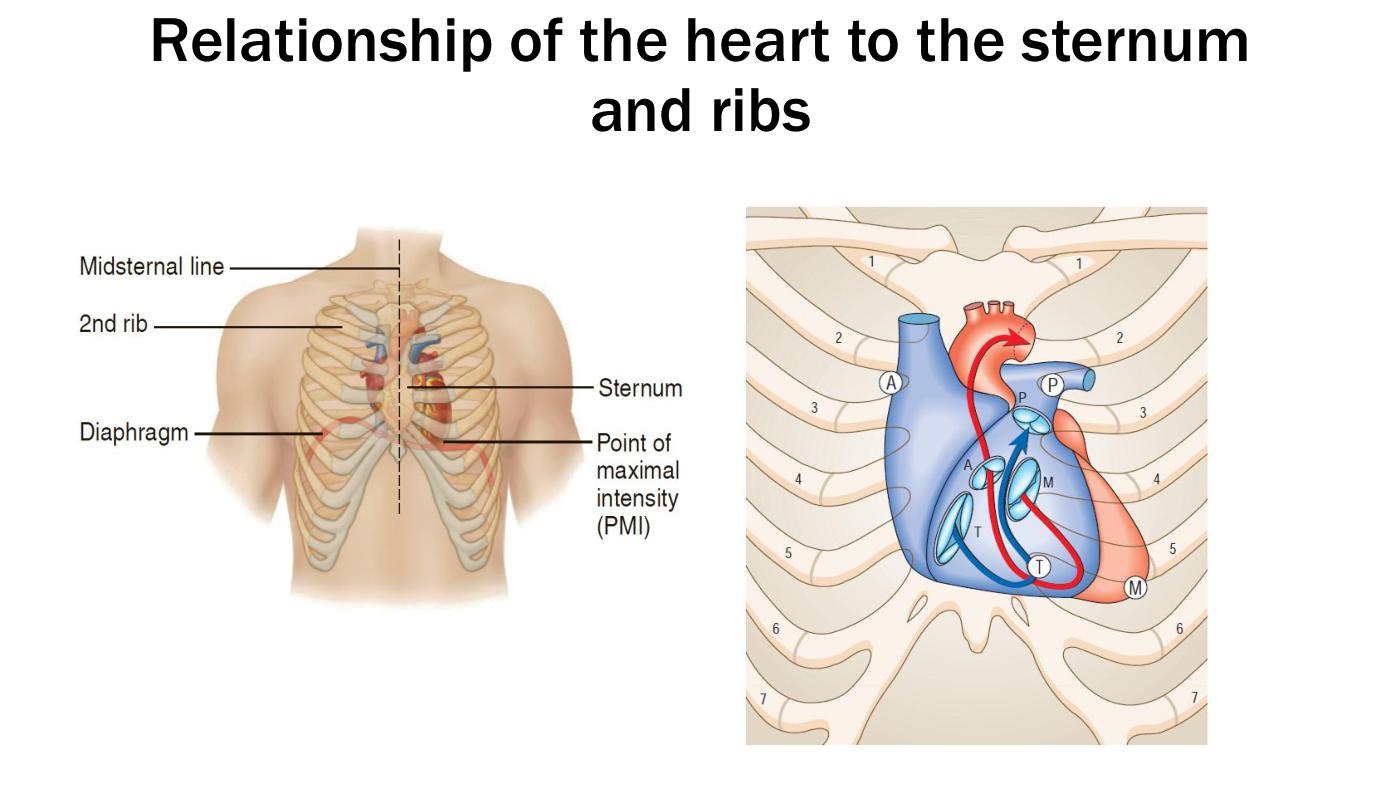 Relationship of the heart to the sternum
and ribs
Midsternal line
2nd rib
Diaphragm
Sternum
Point of
maximal
intensity
(PMI)
1 1
2 2
A P
P
3 3
A M
4 4
T
5 5
T
M
6 6
7 7